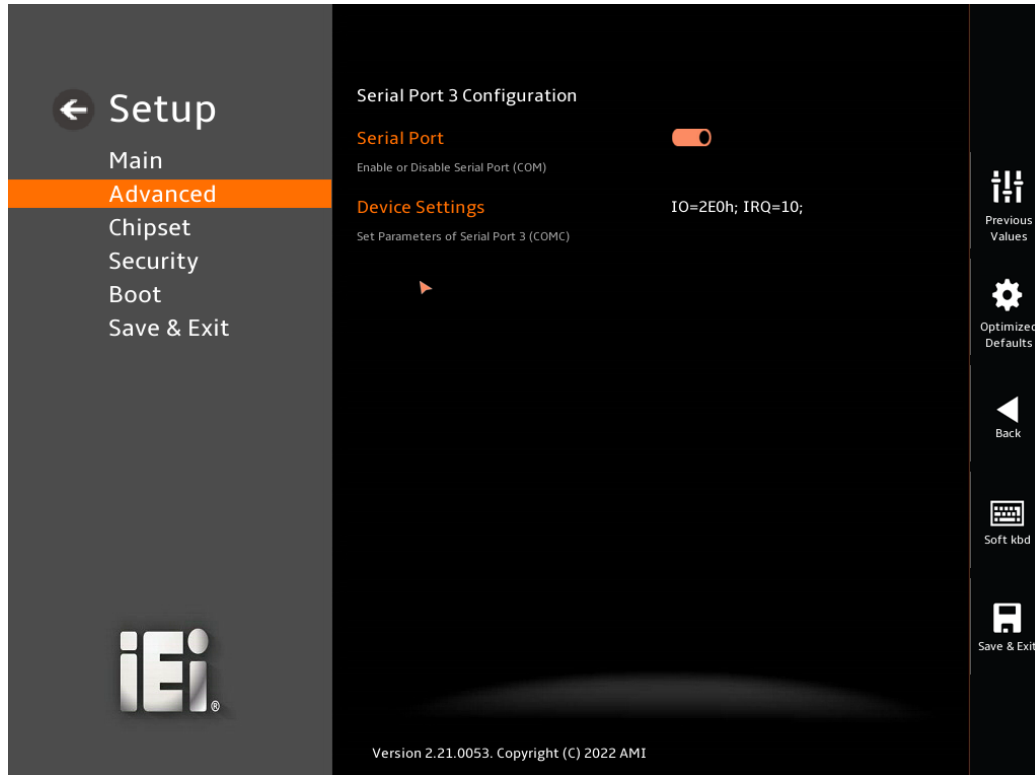 Setup
Main
Advanced
Chipset
Security
Boot
Save & Exit
iEi®
Serial Port 3 Configuration
Serial Port
Enable or Disable Serial Port (COM)
Device Settings IO=2E0h; IRQ=10;
Set Parameters of Serial Port 3 (COMC)
Version 2.21.0053. Copyright (C) 2022 AMI
Previous
Values
Optimized
Defaults
Back
Soft kbd
Save & Exit